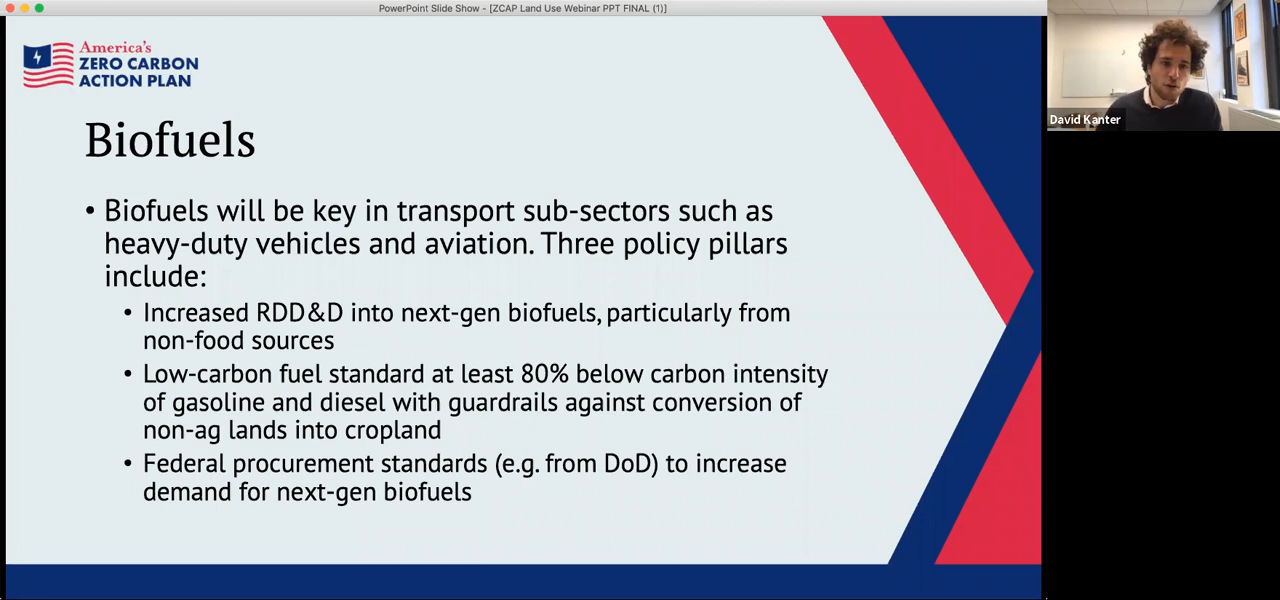 PowerPoint Slide Show - [ZCAP Land Use Webinar PPT FINAL (1)]
America's
ZERO CARBON
ACTION PLAN
David Kanter
Biofuels
• Biofuels will be key in transport sub-sectors such as
heavy-duty vehicles and aviation. Three policy pillars
include:
• Increased RDD&D into next-gen biofuels, particularly from
non-food sources
• Low-carbon fuel standard at least 80% below carbon intensity
of gasoline and diesel with guardrails against conversion of
non-ag lands into cropland
• Federal procurement standards (e.g. from DoD) to increase
demand for next-gen biofuels